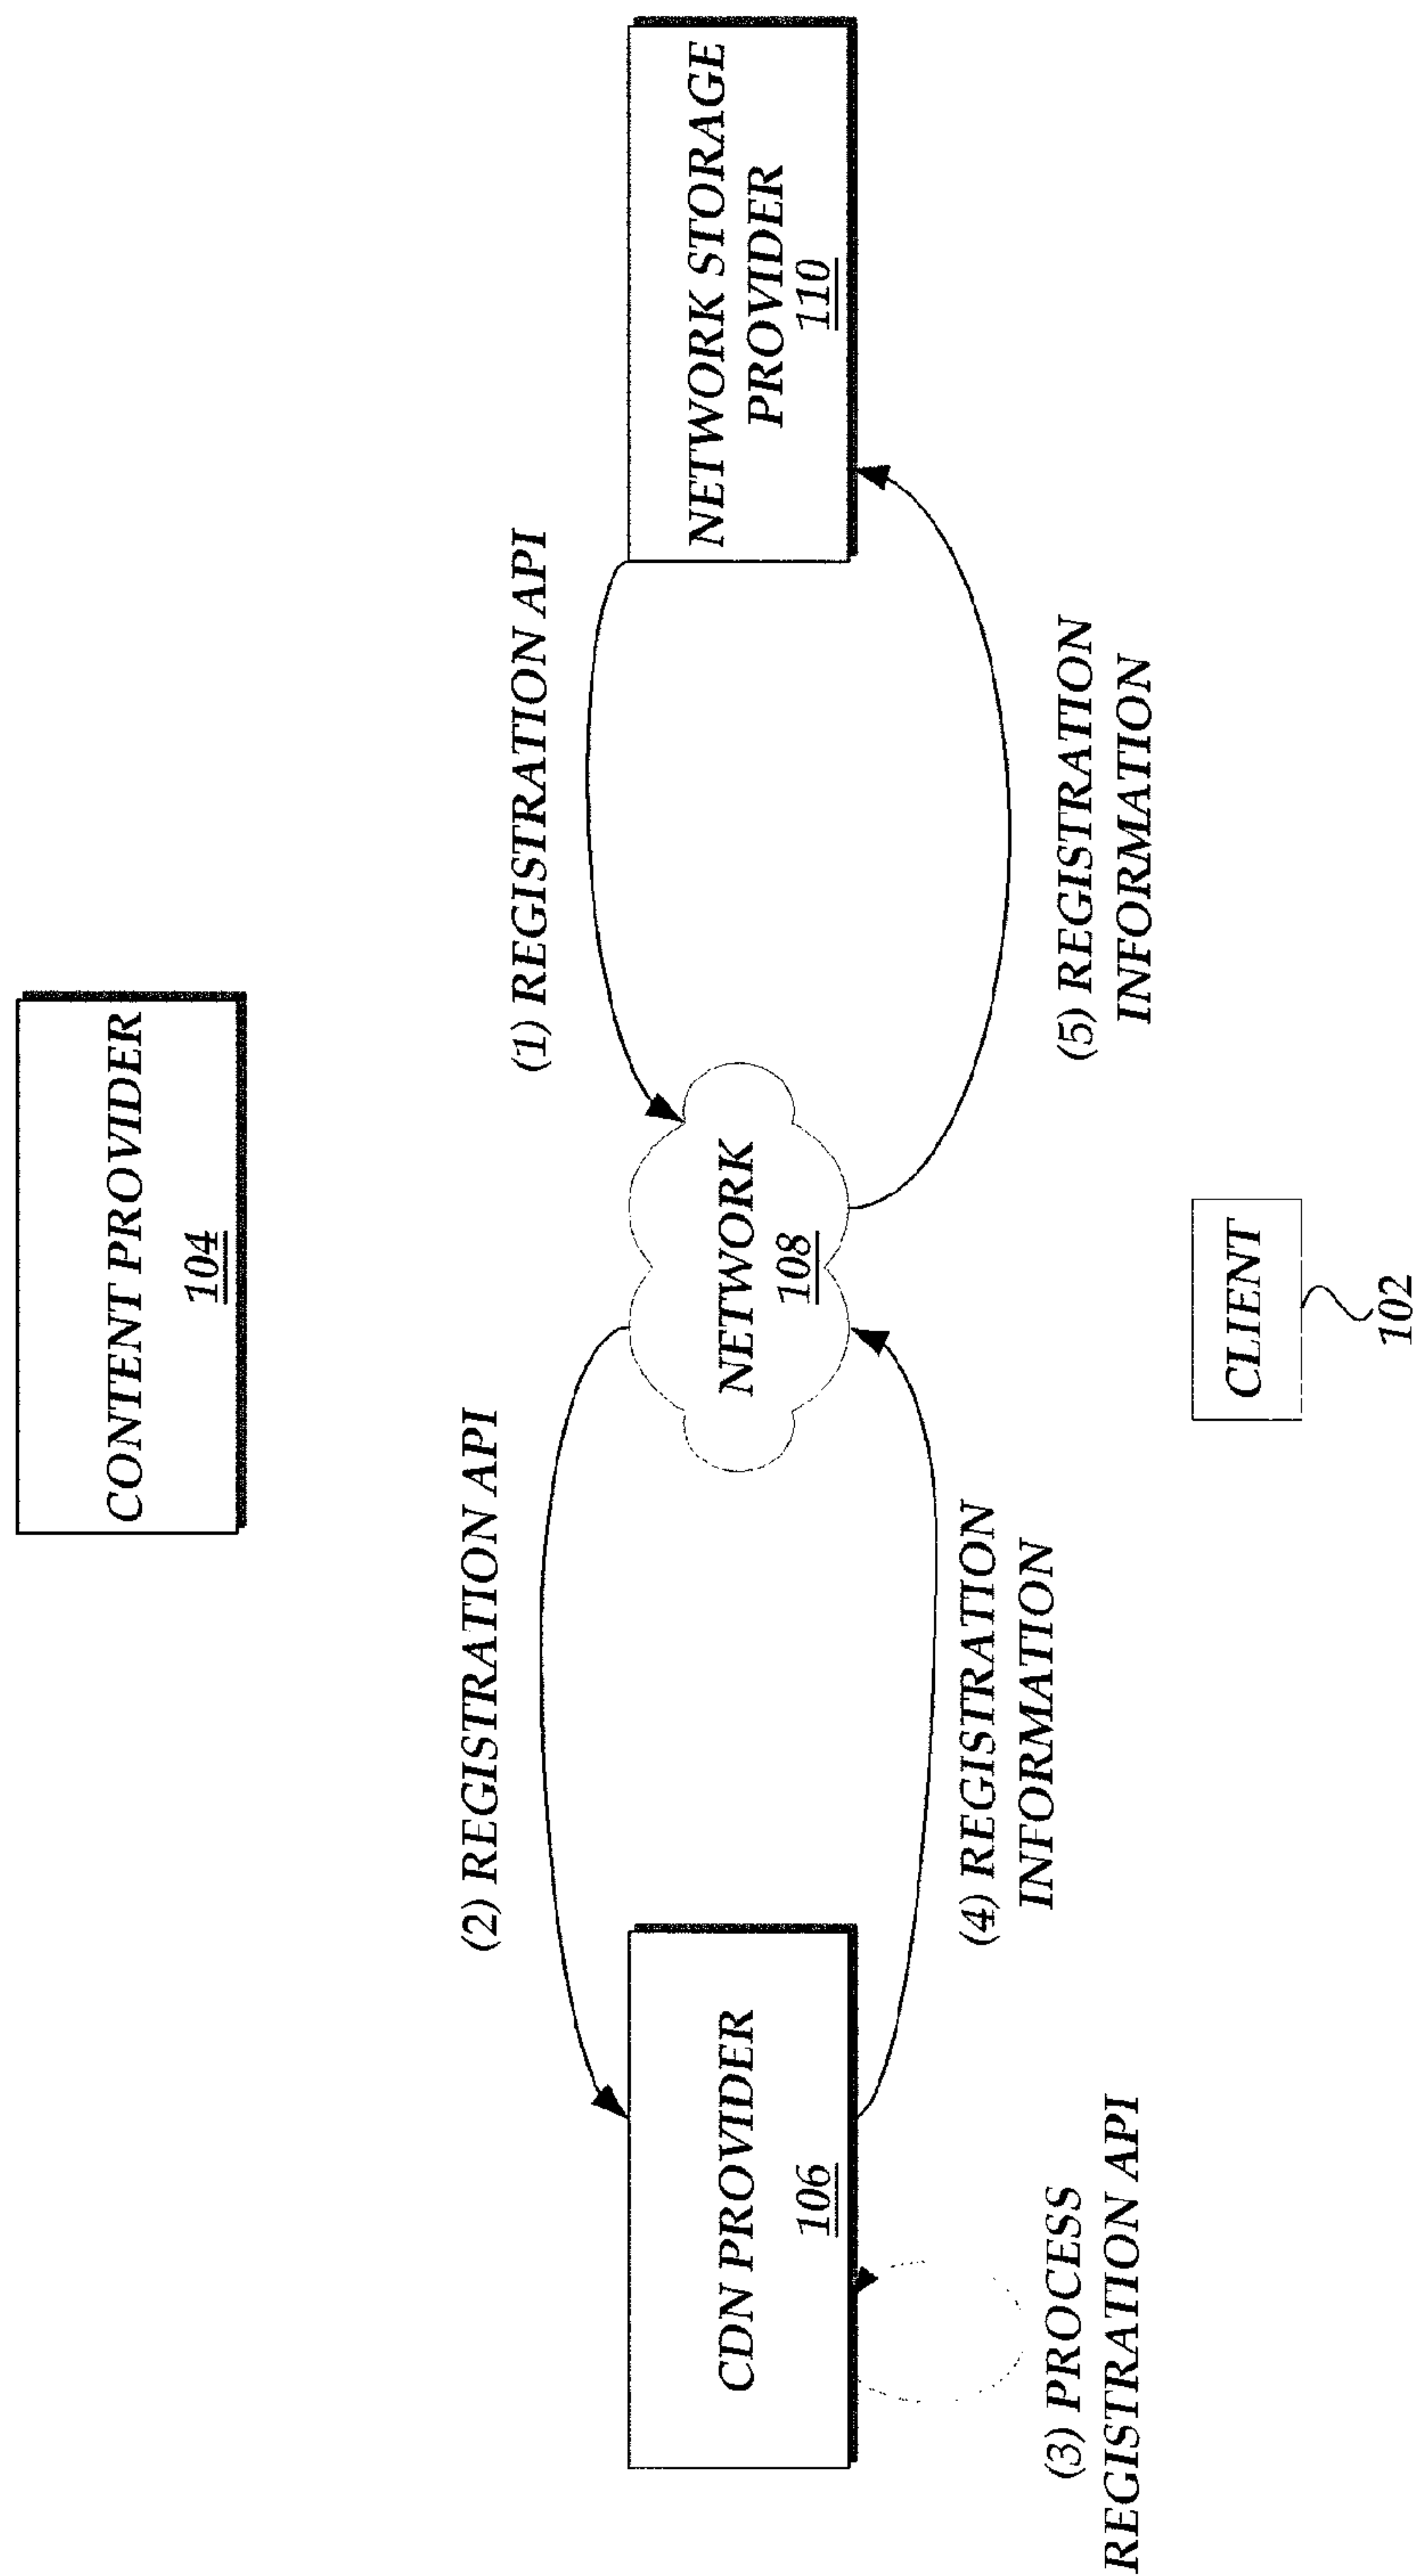 CONTENT PROVIDER
104
(2) REGISTRATION API
(1) REGISTRATION API
CDN PROVIDER
106
NETWORK
108
NETWORK STORAGE
PROVIDER
110
(3) PROCESS
REGISTRATION API
(4) REGISTRATION
INFORMATION
(5) REGISTRATION
INFORMATION
CLIENT
102